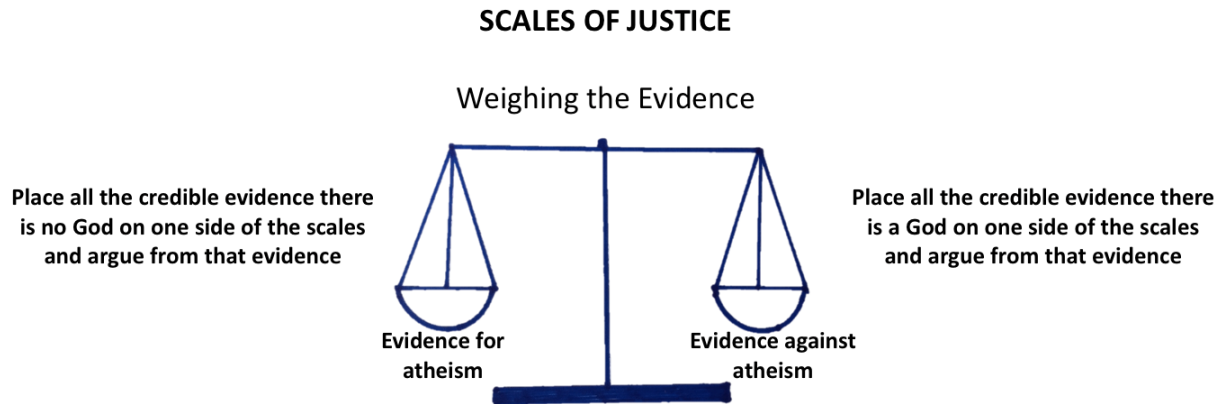 SCALES OF JUSTICE
Weighing the Evidence
Place all the credible evidence there
is no God on one side of the scales
and argue from that evidence
Place all the credible evidence there
is a God on one side of the scales
and argue from that evidence
Evidence for
atheism
Evidence against
atheism